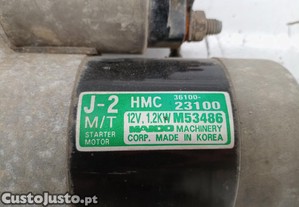 J-2 HMC 36100-
23100
M/T 12V, 1.2KW M53486
STARTER MANDO MACHINERY
MOTOR CORP. MADE IN KOREA
CustoJusto.pt